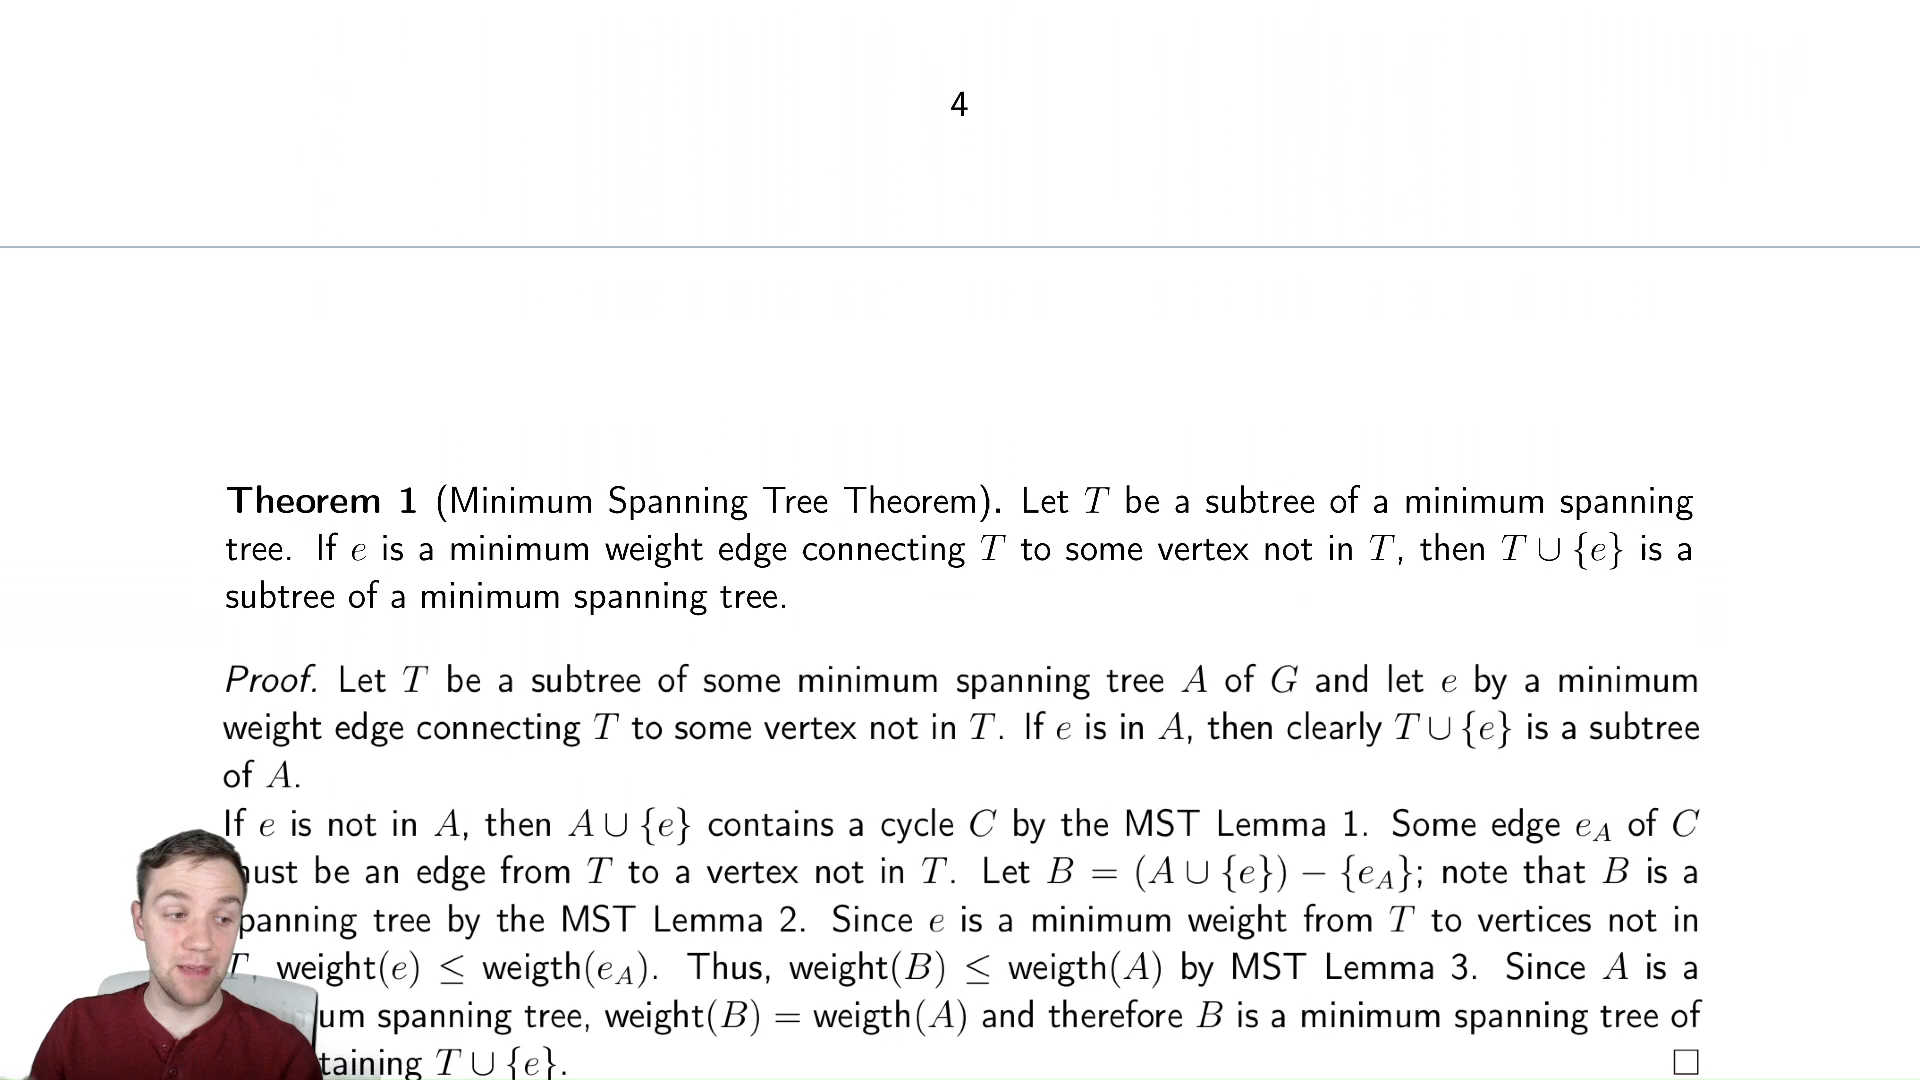 4
Theorem 1 (Minimum Spanning Tree Theorem). Let T be a subtree of a minimum spanning
tree. If e is a minimum weight edge connecting T to some vertex not in T, then T ∪ {e} is a
subtree of a minimum spanning tree.
Proof. Let T be a subtree of some minimum spanning tree A of G and let e by a minimum
weight edge connecting T to some vertex not in T. If e is in A, then clearly T ∪ {e} is a subtree
of A.
If e is not in A, then A ∪ {e} contains a cycle C by the MST Lemma 1. Some edge e_A of C
must be an edge from T to a vertex not in T. Let B = (A ∪ {e}) − {e_A}; note that B is a
spanning tree by the MST Lemma 2. Since e is a minimum weight from T to vertices not in
T, weight(e) ≤ weigth(e_A). Thus, weight(B) ≤ weigth(A) by MST Lemma 3. Since A is a
um spanning tree, weight(B) = weigth(A) and therefore B is a minimum spanning tree of
taining T ∪ {e}. □